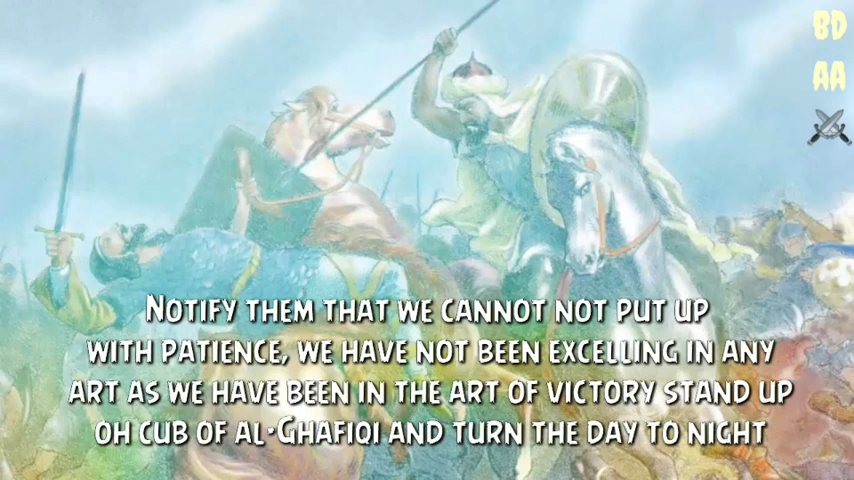 BD
AA
Notify them that we cannot not put up
with patience, we have not been excelling in any
art as we have been in the art of victory stand up
oh cub of al-Ghafiqi and turn the day to night